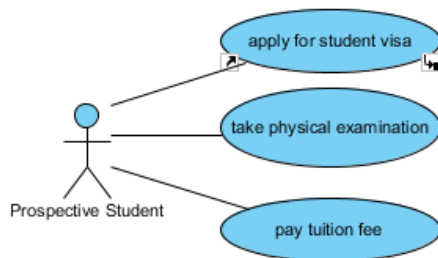 apply for student visa
take physical examination
Prospective Student
pay tuition fee